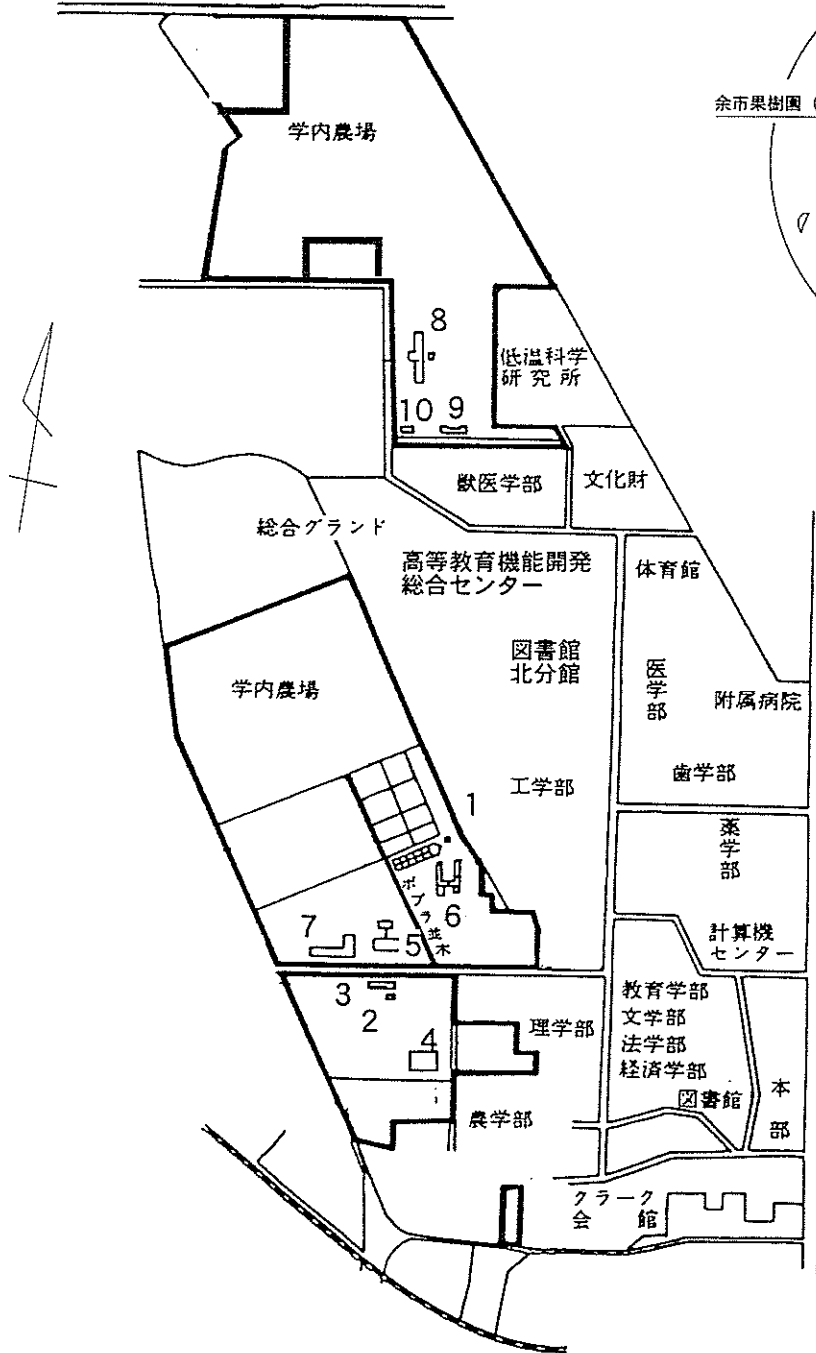 余市果樹園(
学内農場
8
低温科学
研究所
10
9
獣医学部
文化財
総合グランド
高等教育機能開発
総合センター
体育館
図書館
北分館
医学部
附属病院
学内農場
歯学部
工学部
1
薬学部
ポプラ並木
6
7
5
計算機
センター
3
2
4
理学部
教育学部
文学部
法学部
経済学部
図書館
本部
農学部
クラーク
会館